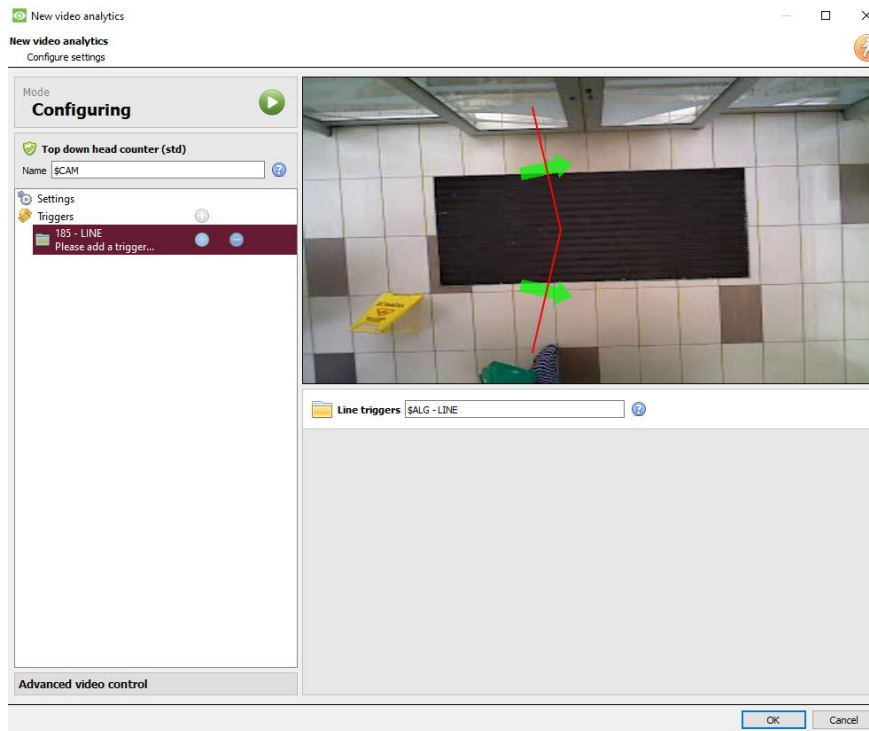 New video analytics
New video analytics
Configure settings
Mode
Configuring
Top down head counter (std)
Name $CAM
Settings
Triggers
185 - LINE
Please add a trigger...
Line triggers $ALG - LINE
Advanced video control
OK Cancel